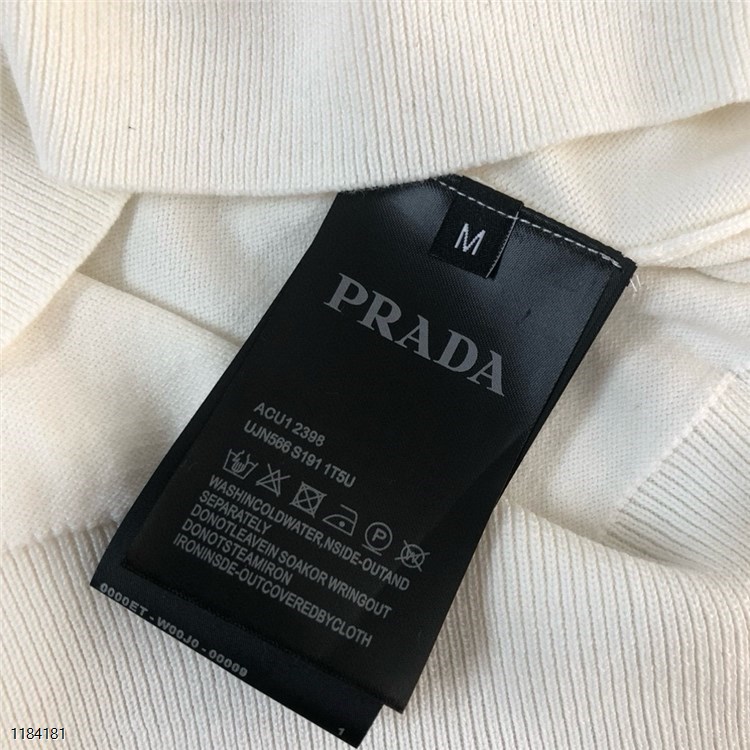 M
PRADA
ACU1 2398
UJN566 S191 1T5U
WASHINCOLDWATER,NSIDE-OUTAND
SEPARATELY
DONOTLEAVEIN SOAKOR WRINGOUT
DONOTSTEAMIRON
IRONINSDE-OUTCOVEREDBYCLOTH
0000ET - W00J0 - 00009
1
1184181